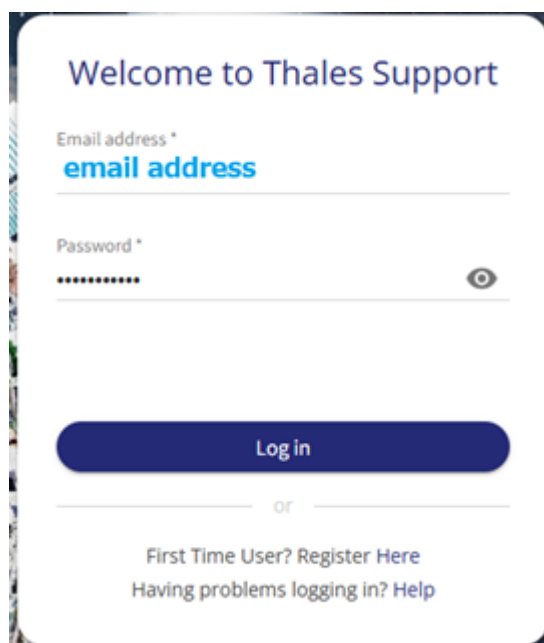 Welcome to Thales Support
Email address *
email address
Password *
•••••••••••
Log in
or
First Time User? Register Here
Having problems logging in? Help